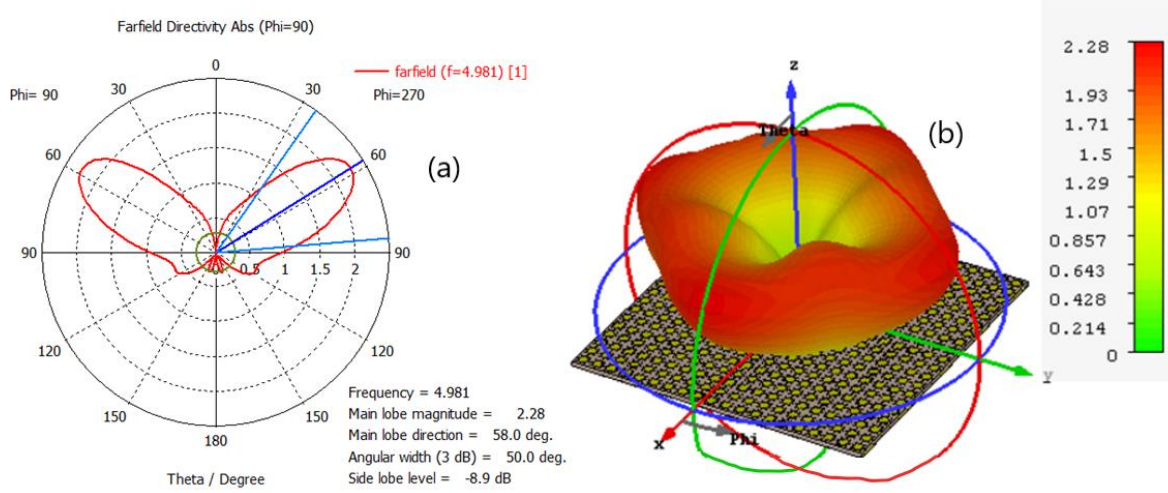 Farfield Directivity Abs (Phi=90)
farfield (f=4.981) [1]
Phi= 90
Phi=270
0
30
30
60
60
90
90
0.5
1
1.5
2
120
120
150
150
180
Theta / Degree
Frequency = 4.981
Main lobe magnitude = 2.28
Main lobe direction = 58.0 deg.
Angular width (3 dB) = 50.0 deg.
Side lobe level = -8.9 dB
(a)
(b)
z
Theta
y
x
Phi
2.28
1.93
1.71
1.5
1.29
1.07
0.857
0.643
0.428
0.214
0